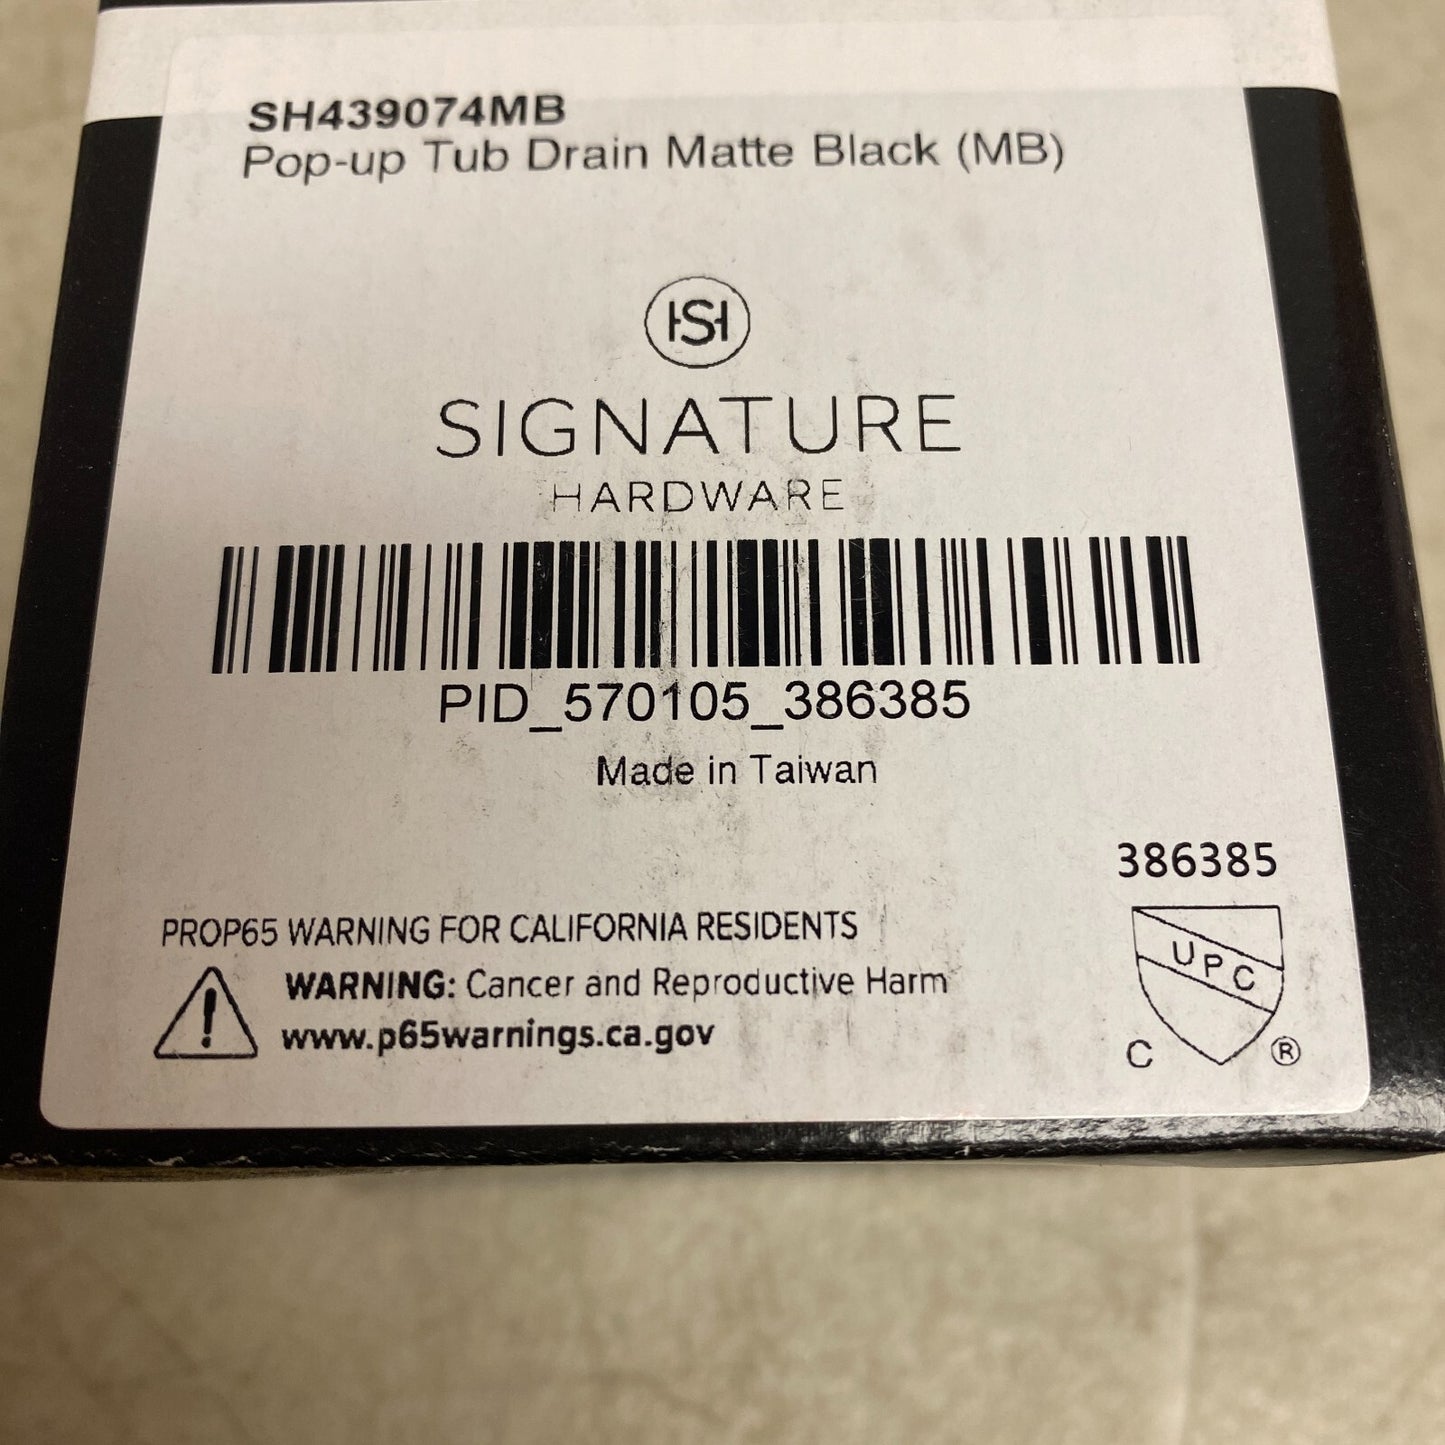 SH439074MB
Pop-up Tub Drain Matte Black (MB)
HSH
SIGNATURE
HARDWARE
PID_570105_386385
Made in Taiwan
386385
PROP65 WARNING FOR CALIFORNIA RESIDENTS
WARNING: Cancer and Reproductive Harm
www.p65warnings.ca.gov
UPC
C ®